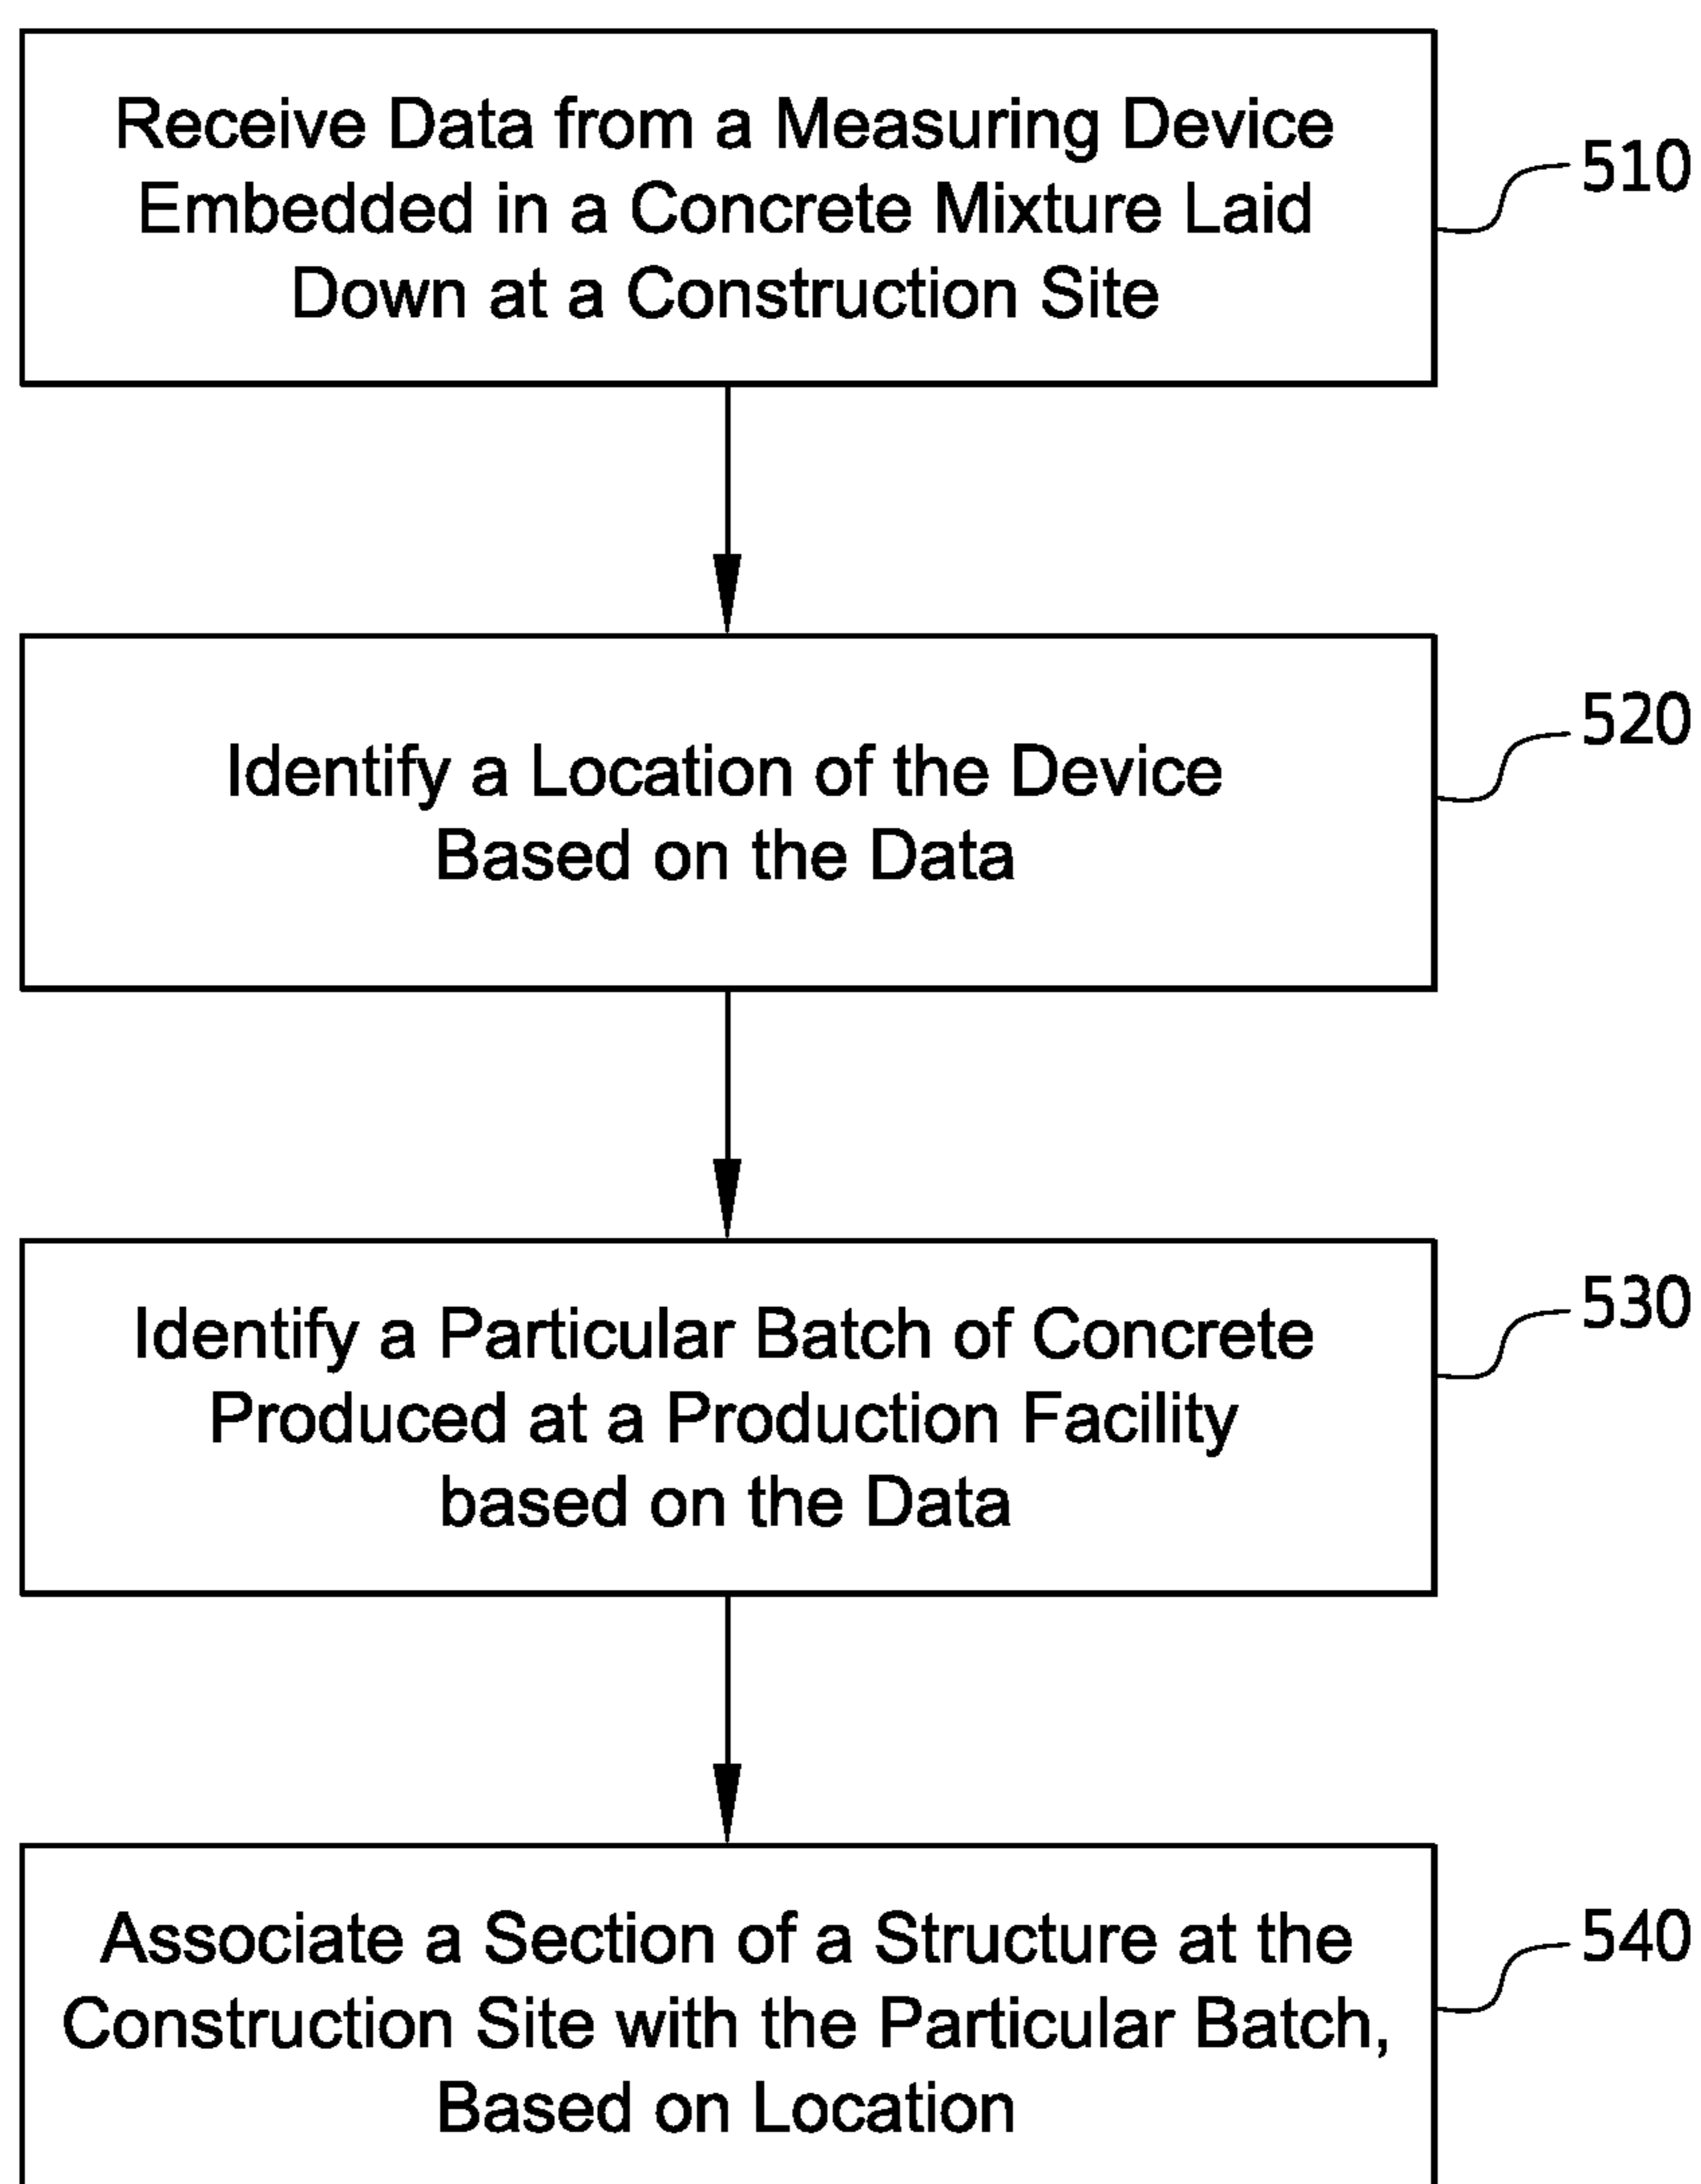 Receive Data from a Measuring Device
Embedded in a Concrete Mixture Laid
Down at a Construction Site
510
Identify a Location of the Device
Based on the Data
520
Identify a Particular Batch of Concrete
Produced at a Production Facility
based on the Data
530
Associate a Section of a Structure at the
Construction Site with the Particular Batch,
Based on Location
540